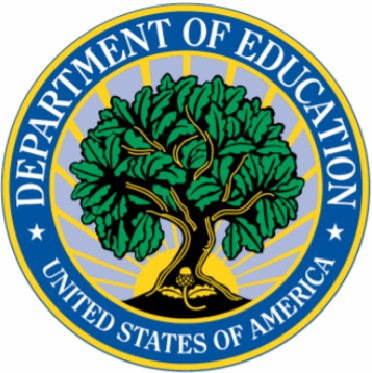 DEPARTMENT OF EDUCATION
UNITED STATES OF AMERICA